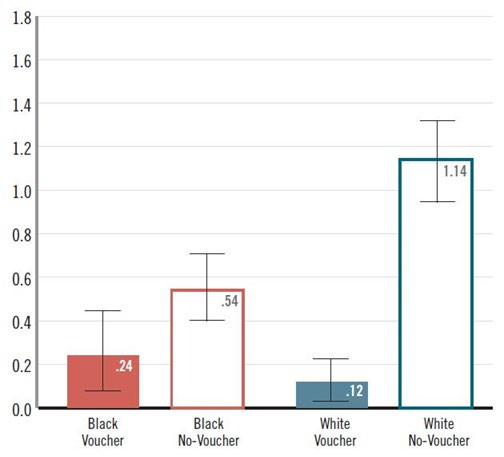 1.8
1.6
1.4
1.2
1.0
0.8
0.6
0.4
0.2
0.0
.24
.54
.12
1.14
Black
Voucher
Black
No-Voucher
White
Voucher
White
No-Voucher